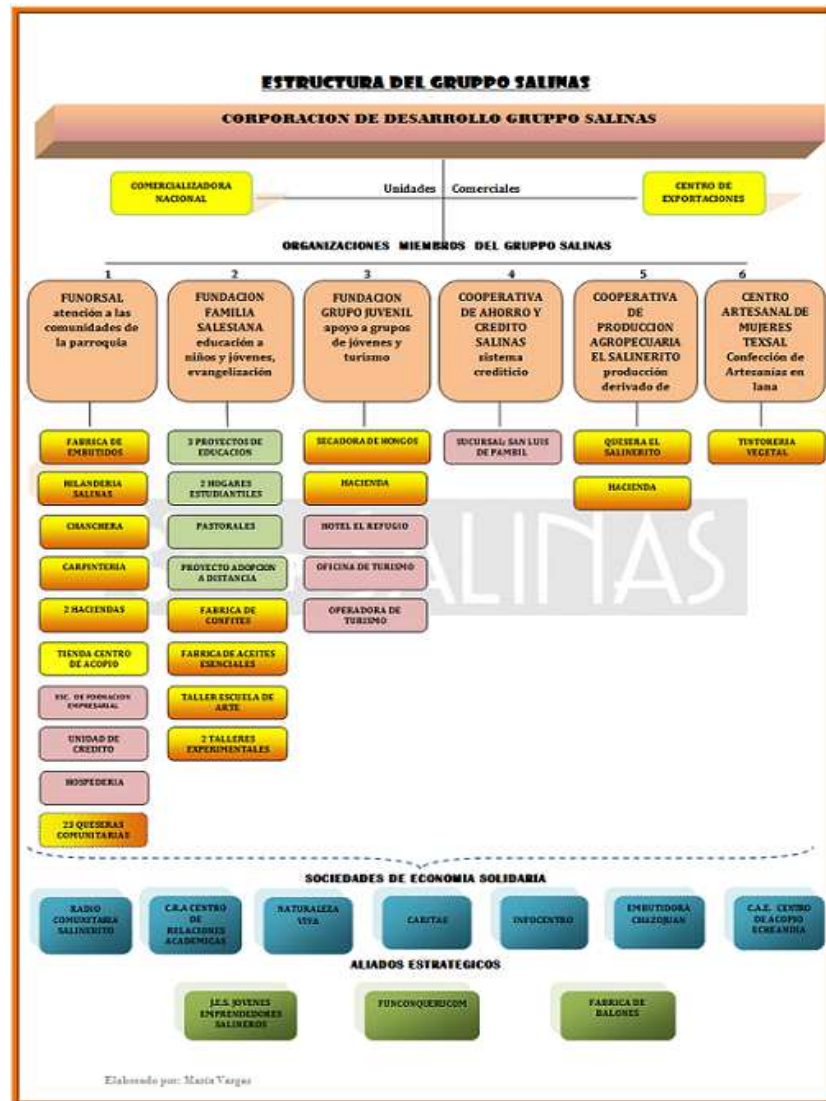 ESTRUCTURA DEL GRUPPO SALINAS
CORPORACION DE DESARROLLO GRUPPO SALINAS
COMERCIALIZADORA
NACIONAL
Unidades Comerciales
CENTRO DE
EXPORTACIONES
ORGANIZACIONES MIEMBROS DEL GRUPPO SALINAS
1
FUNORSAL
atención a las
comunidades de
la parroquia
2
FUNDACION
FAMILIA
SALESIANA
educación a
niños y jóvenes,
evangelización
3
FUNDACION
GRUPO JUVENIL
apoyo a grupos
de jóvenes y
turismo
4
COOPERATIVA
DE AHORRO Y
CREDITO
SALINAS
sistema
crediticio
5
COOPERATIVA
DE
PRODUCCION
AGROPECUARIA
EL SALINERITO
producción
derivado de
6
CENTRO
ARTESANAL DE
MUJERES
TEXSAL
Confección de
Artesanías en
lana
FABRICA DE
EMBUTIDOS
HILANDERIA
SALINAS
CHANCHERA
CARPINTERIA
2 HACIENDAS
TIENDA CENTRO
DE ACOPIO
ESC. DE FORMACION
EMPRESARIAL
UNIDAD DE
CREDITO
HOSPEDERIA
23 QUESERAS
COMUNITARIAS
3 PROYECTOS DE
EDUCACION
2 HOGARES
ESTUDIANTILES
PASTORALES
PROYECTO ADOPCION
A DISTANCIA
FABRICA DE
CONFITES
FABRICA DE ACEITES
ESENCIALES
TALLER ESCUELA DE
ARTE
2 TALLERES
EXPERIMENTALES
SECADORA DE HONGOS
HACIENDA
HOTEL EL REFUGIO
OFICINA DE TURISMO
OPERADORA DE
TURISMO
SUCURSAL: SAN LUIS
DE PAMBIL
QUESERA EL
SALINERITO
HACIENDA
TINTORERIA
VEGETAL
SALINAS
SOCIEDADES DE ECONOMIA SOLIDARIA
RADIO
COMUNITARIA
SALINERITO
C.R.A CENTRO
DE
RELACIONES
ACADEMICAS
NATURALEZA
VIVA
CARITAS
INFOCENTRO
EMBUTIDORA
CHAZOJUAN
C.A.E. CENTRO
DE ACOPIO
ECHEANDIA
ALIADOS ESTRATEGICOS
J.E.S. JOVENES
EMPRENDEDORES
SALINEROS
FUNCONQUERUCOM
FABRICA DE
BALONES
Elaborado por: María Vargas